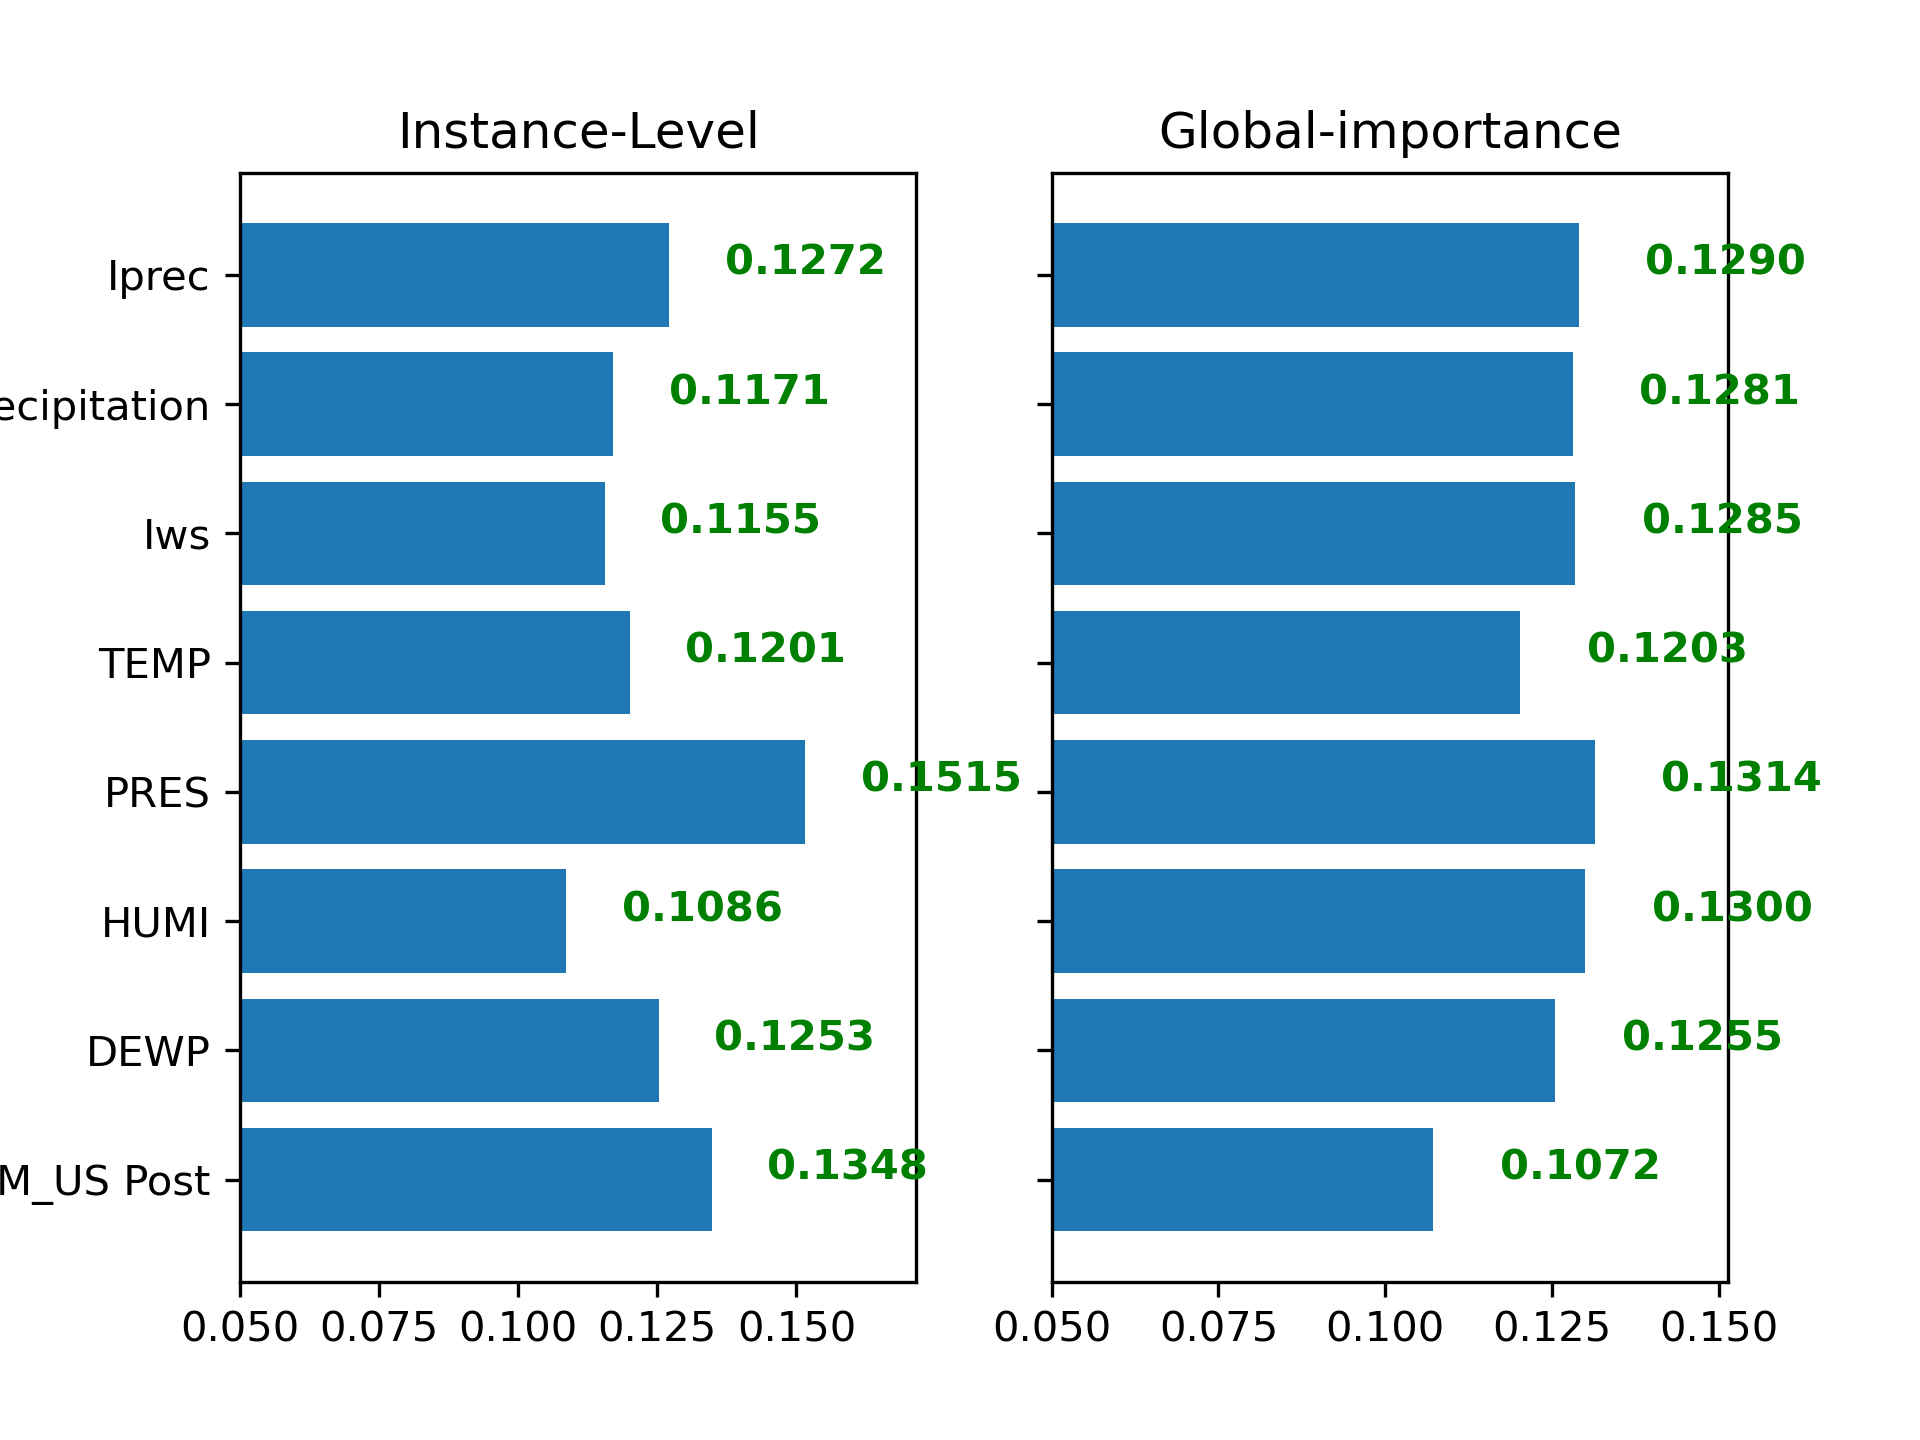 Instance-Level
Global-importance
Iprec
0.1272
0.1290
ecipitation
0.1171
0.1281
Iws
0.1155
0.1285
TEMP
0.1201
0.1203
PRES
0.1515
0.1314
HUMI
0.1086
0.1300
DEWP
0.1253
0.1255
M_US Post
0.1348
0.1072
0.050 0.075 0.100 0.125 0.150
0.050 0.075 0.100 0.125 0.150